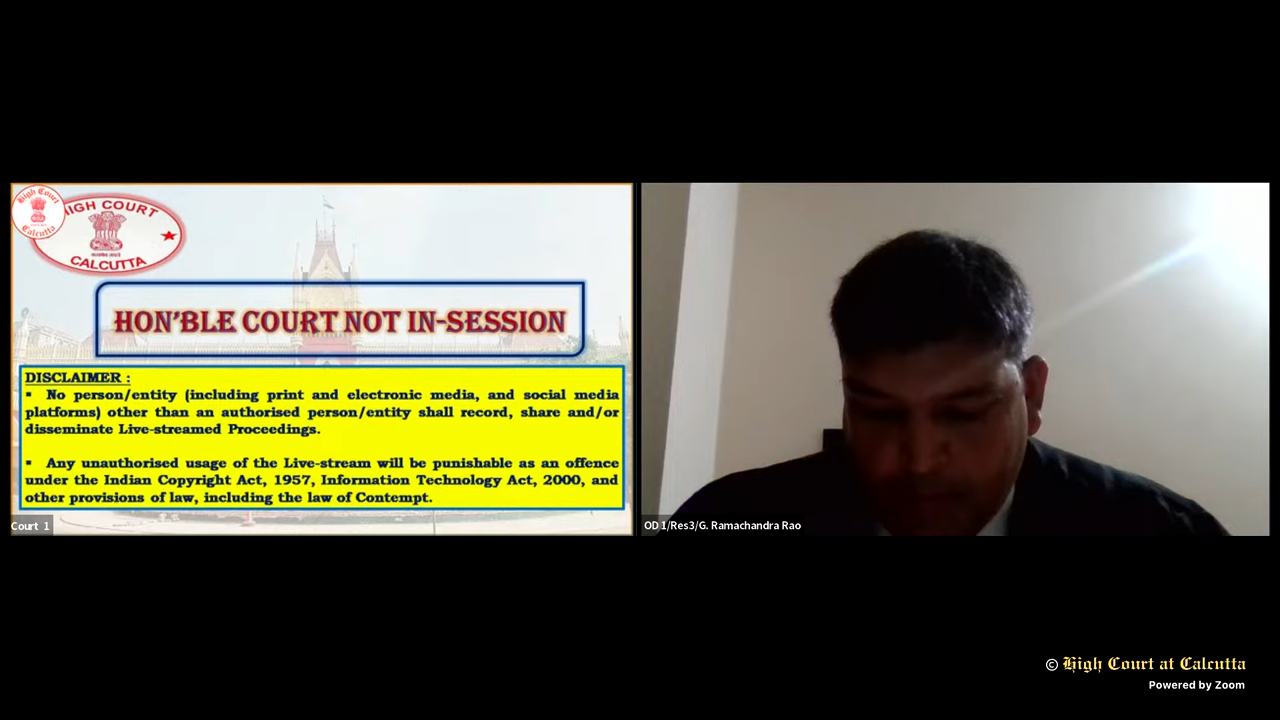 High Court
Calcutta
HIGH COURT
CALCUTTA
HON'BLE COURT NOT IN-SESSION
DISCLAIMER :
▪ No person/entity (including print and electronic media, and social media
platforms) other than an authorised person/entity shall record, share and/or
disseminate Live-streamed Proceedings.
▪ Any unauthorised usage of the Live-stream will be punishable as an offence
under the Indian Copyright Act, 1957, Information Technology Act, 2000, and
other provisions of law, including the law of Contempt.
Court 1
OD 1/Res3/G. Ramachandra Rao
© High Court at Calcutta
Powered by Zoom